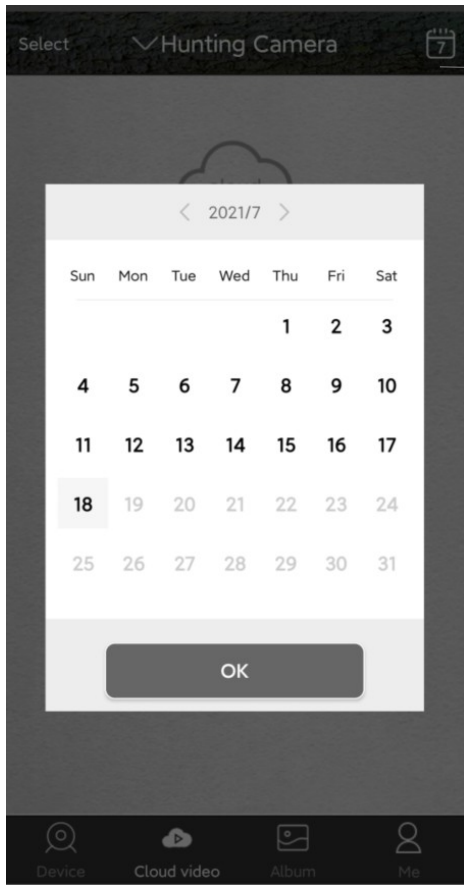 Select
Hunting Camera
7
cloud
2021/7
Sun Mon Tue Wed Thu Fri Sat
1 2 3
4 5 6 7 8 9 10
11 12 13 14 15 16 17
18 19 20 21 22 23 24
25 26 27 28 29 30 31
OK
Device Cloud video Album Me